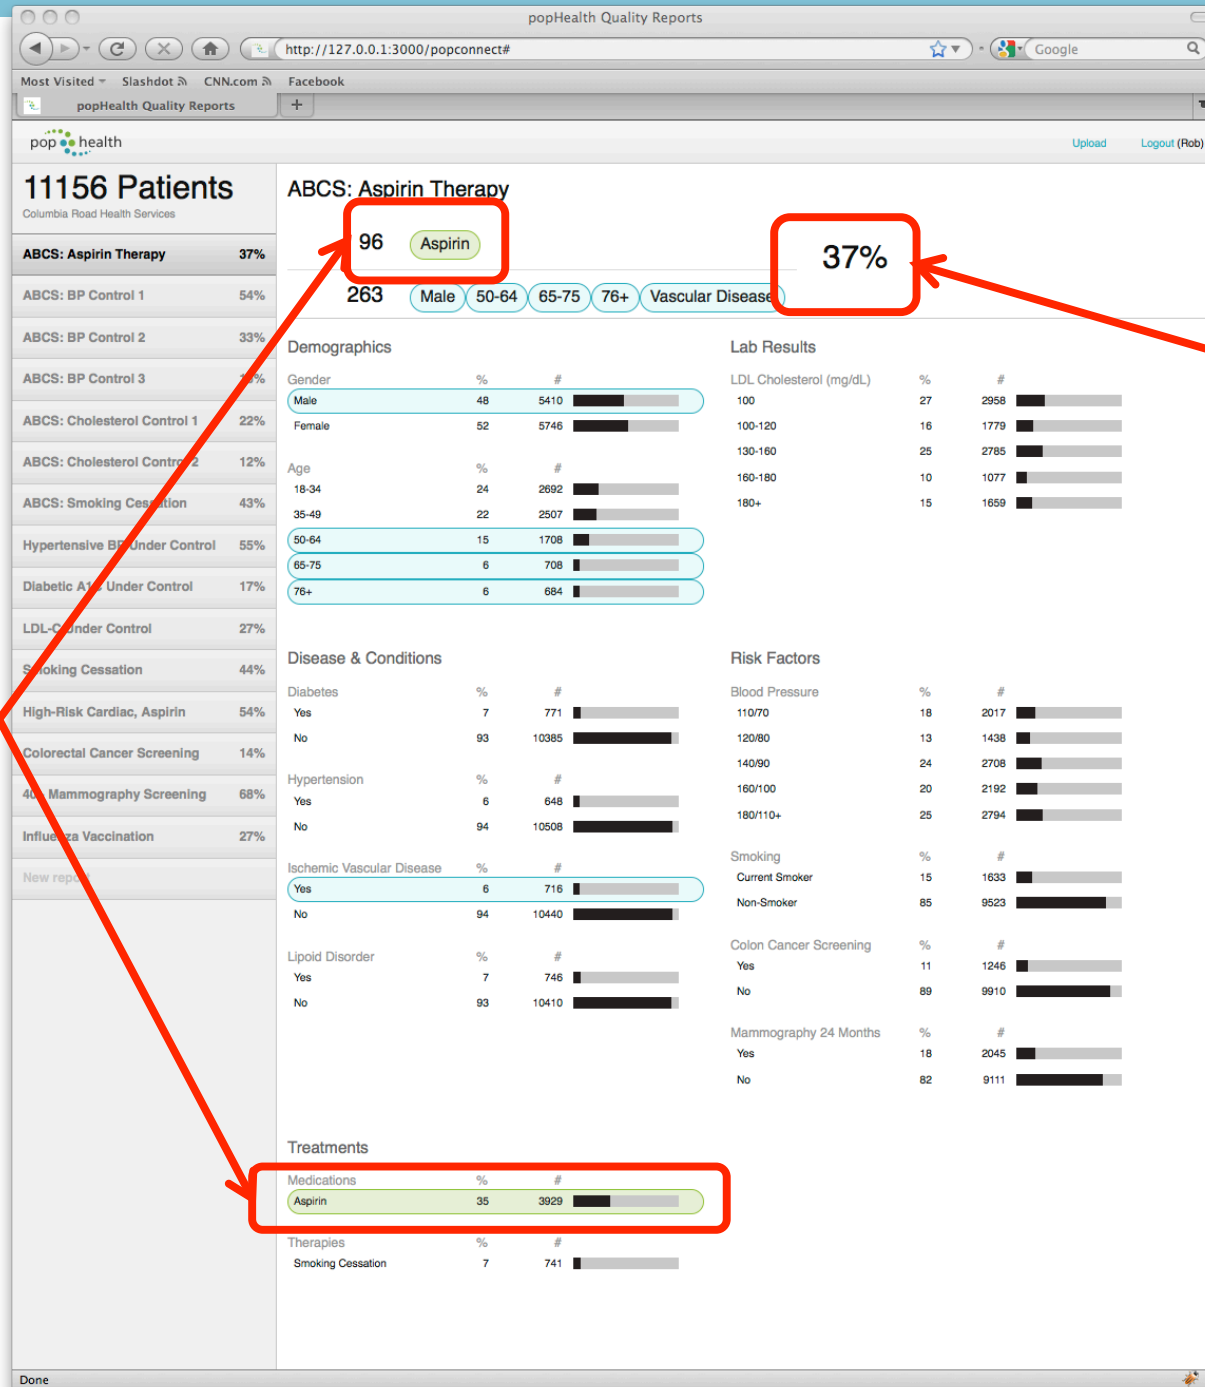 popHealth Quality Reports
http://127.0.0.1:3000/popconnect#
Google
Most Visited
Slashdot
CNN.com
Facebook
popHealth Quality Reports
+
pop health
Upload
Logout (Rob)
11156 Patients
Columbia Road Health Services
ABCS: Aspirin Therapy 37%
ABCS: BP Control 1 54%
ABCS: BP Control 2 33%
ABCS: BP Control 3
ABCS: Cholesterol Control 1 22%
ABCS: Cholesterol Control 2 12%
ABCS: Smoking Cessation 43%
Hypertensive BP Under Control 55%
Diabetic A1C Under Control 17%
LDL-C Under Control 27%
Smoking Cessation 44%
High-Risk Cardiac, Aspirin 54%
Colorectal Cancer Screening 14%
Mammography Screening 68%
Influenza Vaccination 27%
New report
ABCS: Aspirin Therapy
96 Aspirin
37%
263 Male 50-64 65-75 76+ Vascular Disease
Demographics
Gender % #
Male 48 5410
Female 52 5746
Age % #
18-34 24 2692
35-49 22 2507
50-64 15 1708
65-75 6 708
76+ 6 684
Lab Results
LDL Cholesterol (mg/dL) % #
100 27 2958
100-120 16 1779
130-160 25 2785
160-180 10 1077
180+ 15 1659
Disease & Conditions
Diabetes % #
Yes 7 771
No 93 10385
Hypertension % #
Yes 6 648
No 94 10508
Ischemic Vascular Disease % #
Yes 6 716
No 94 10440
Lipoid Disorder % #
Yes 7 746
No 93 10410
Risk Factors
Blood Pressure % #
110/70 18 2017
120/80 13 1438
140/90 24 2708
160/100 20 2192
180/110+ 25 2794
Smoking % #
Current Smoker 15 1633
Non-Smoker 85 9523
Colon Cancer Screening % #
Yes 11 1246
No 89 9910
Mammography 24 Months % #
Yes 18 2045
No 82 9111
Treatments
Medications % #
Aspirin 35 3929
Therapies % #
Smoking Cessation 7 741
Done